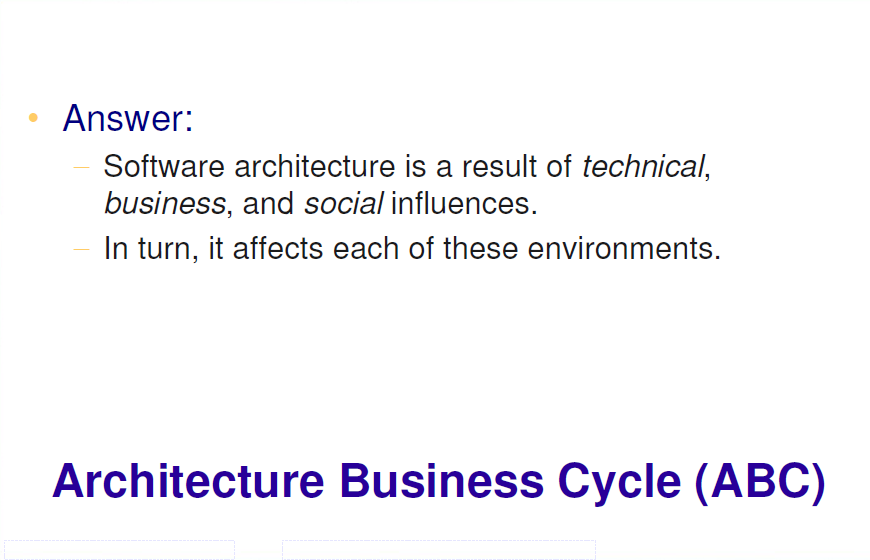 • Answer:
– Software architecture is a result of technical,
business, and social influences.
– In turn, it affects each of these environments.
Architecture Business Cycle (ABC)